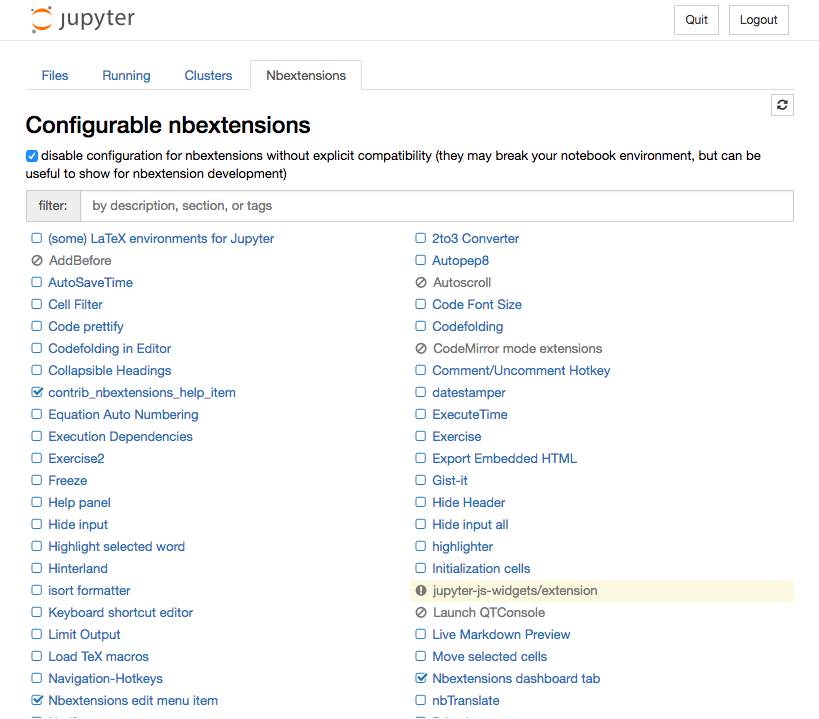 jupyter
Quit
Logout
Files
Running
Clusters
Nbextensions
Configurable nbextensions
disable configuration for nbextensions without explicit compatibility (they may break your notebook environment, but can be
useful to show for nbextension development)
filter:
by description, section, or tags
(some) LaTeX environments for Jupyter
2to3 Converter
AddBefore
Autopep8
AutoSaveTime
Autoscroll
Cell Filter
Code Font Size
Code prettify
Codefolding
Codefolding in Editor
CodeMirror mode extensions
Collapsible Headings
Comment/Uncomment Hotkey
contrib_nbextensions_help_item
datestamper
Equation Auto Numbering
ExecuteTime
Execution Dependencies
Exercise
Exercise2
Export Embedded HTML
Freeze
Gist-it
Help panel
Hide Header
Hide input
Hide input all
Highlight selected word
highlighter
Hinterland
Initialization cells
isort formatter
jupyter-js-widgets/extension
Keyboard shortcut editor
Launch QTConsole
Limit Output
Live Markdown Preview
Load TeX macros
Move selected cells
Navigation-Hotkeys
Nbextensions dashboard tab
Nbextensions edit menu item
nbTranslate